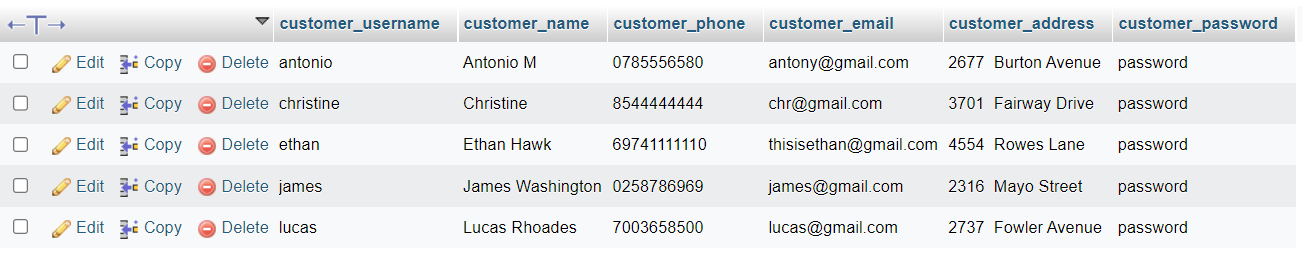 customer_username customer_name customer_phone customer_email customer_address customer_password
Edit Copy Delete antonio Antonio M 0785556580 antony@gmail.com 2677 Burton Avenue password
Edit Copy Delete christine Christine 8544444444 chr@gmail.com 3701 Fairway Drive password
Edit Copy Delete ethan Ethan Hawk 69741111110 thisisethan@gmail.com 4554 Rowes Lane password
Edit Copy Delete james James Washington 0258786969 james@gmail.com 2316 Mayo Street password
Edit Copy Delete lucas Lucas Rhoades 7003658500 lucas@gmail.com 2737 Fowler Avenue password